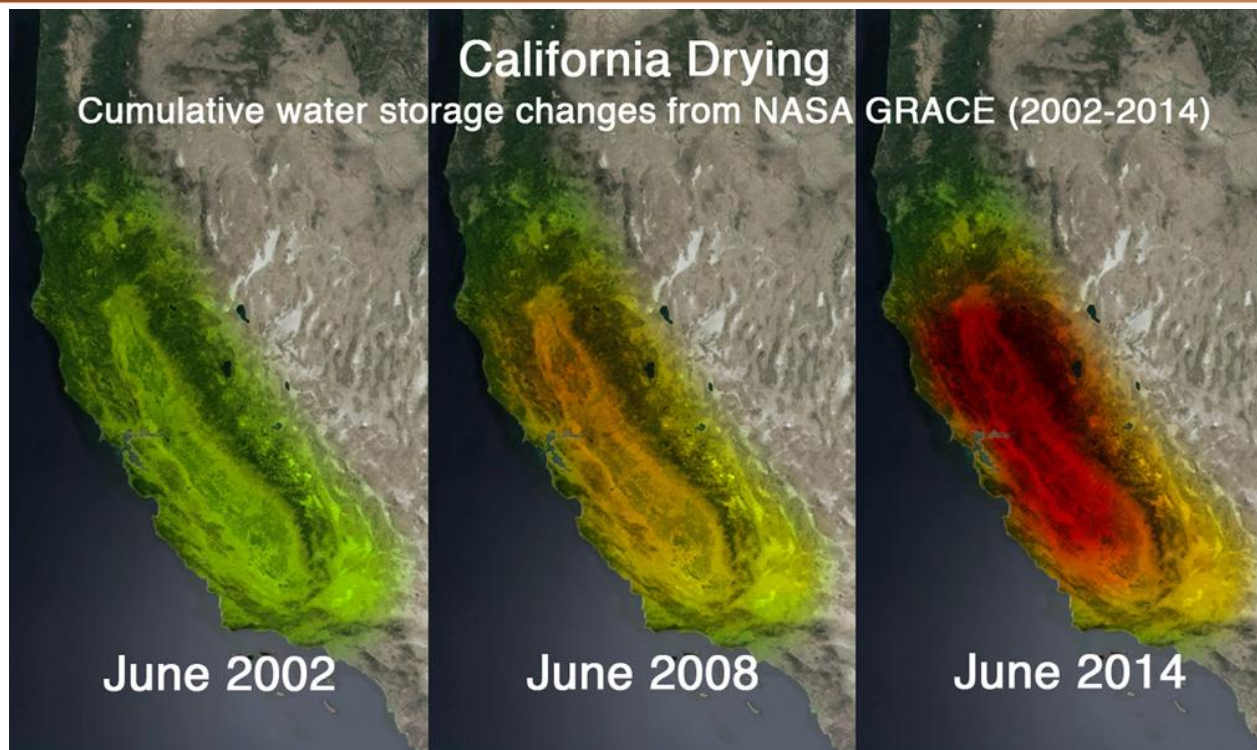 California Drying
Cumulative water storage changes from NASA GRACE (2002-2014)
June 2002
June 2008
June 2014